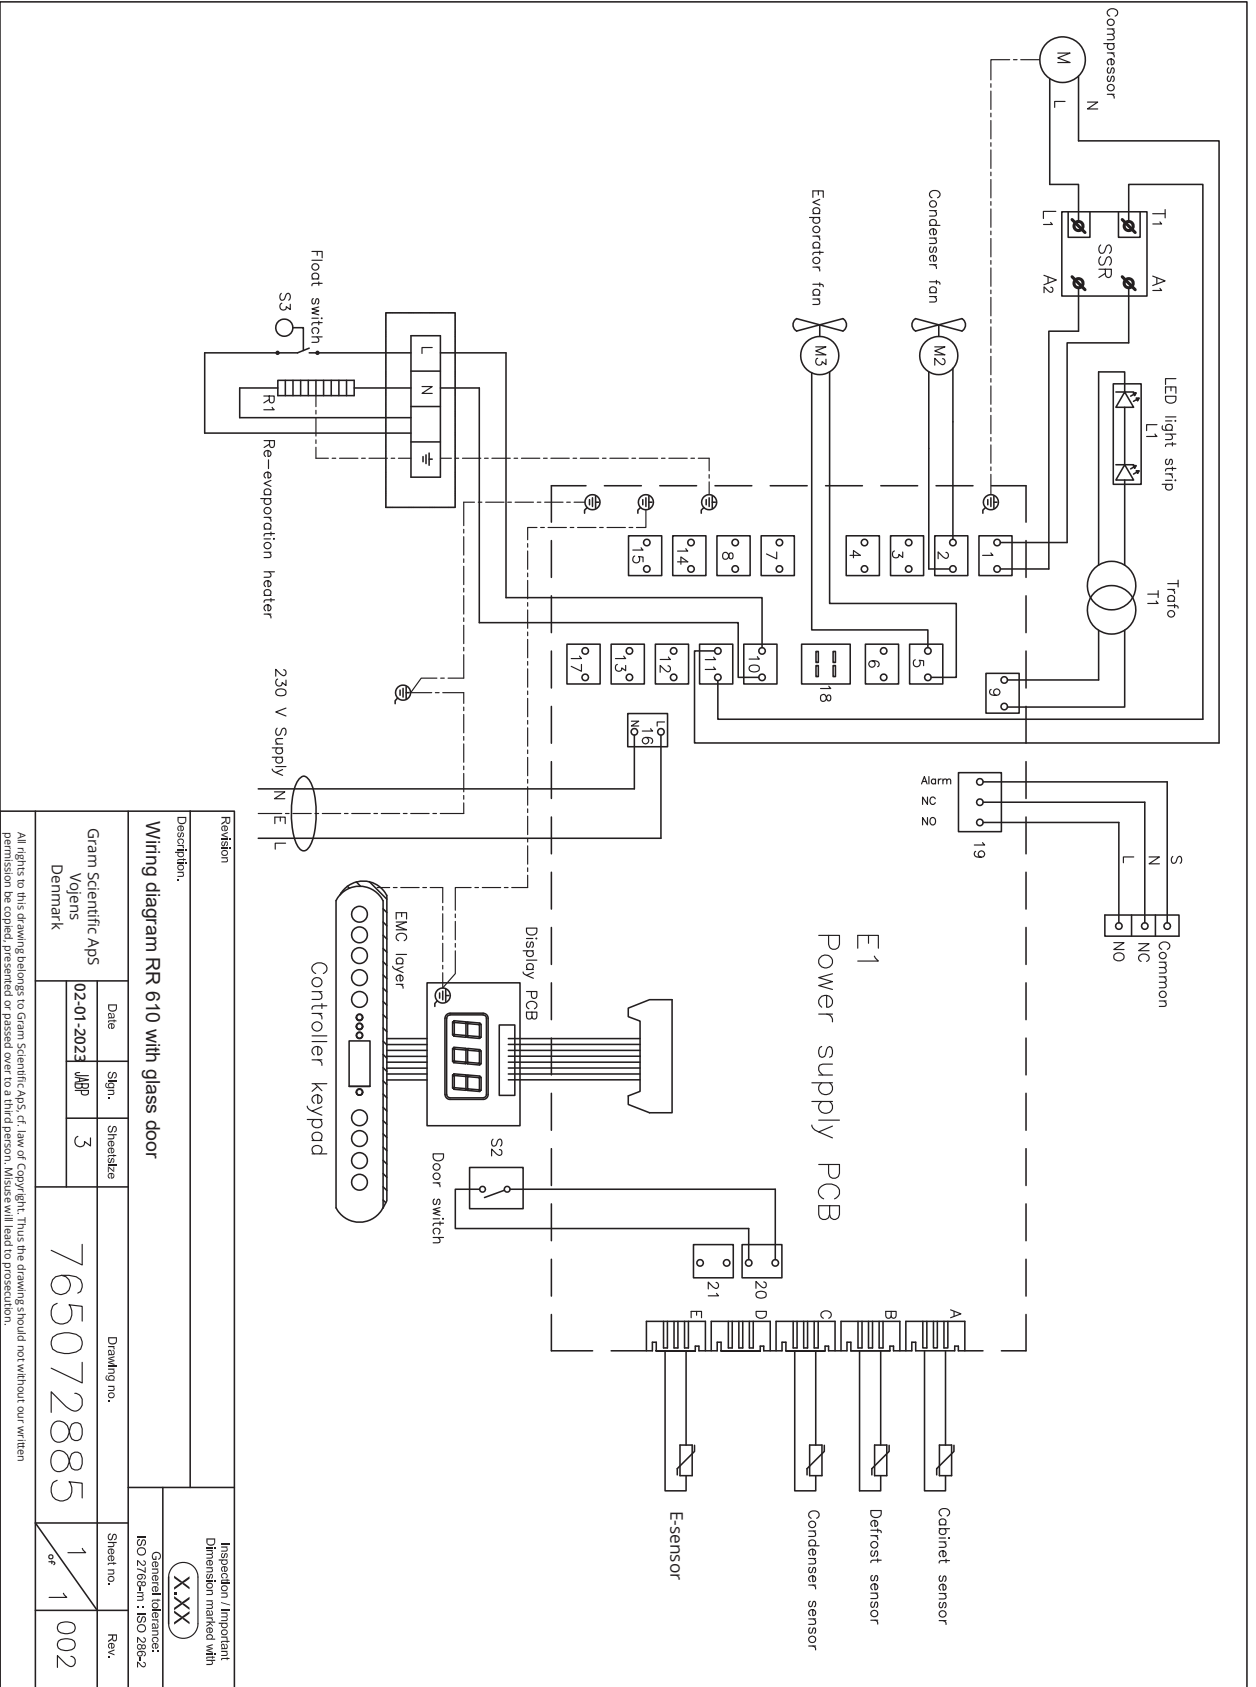 Compressor
M
N
L
T1
L1
SSR
A1
A2
LED light strip
L1
Trafo
T1
Condenser fan
M2
Evaporator fan
M3
Float switch
S3
L
N
R1
Re-evaporation heater
1
2
3
4
7
8
14
15
9
5
6
18
10
11
12
13
17
L
16
N
230 V Supply
N
E
L
Alarm
NC
NO
19
S
N
L
Common
NC
NO
E1
Power supply PCB
Display PCB
EMC layer
Controller keypad
S2
Door switch
20
21
A
B
C
D
E
Cabinet sensor
Defrost sensor
Condenser sensor
E-sensor
Revision
Description.
Wiring diagram RR 610 with glass door
Inspection / Important
Dimension marked with
X.XX
Generel tolerance:
ISO 2768-m : ISO 286-2
Gram Scientific ApS
Vojens
Denmark
Date
02-01-2023
Sign.
JABP
Sheetsize
3
Drawing no.
765072885
Sheet no.
1 of 1
Rev.
002
All rights to this drawing belongs to Gram Scientific ApS, cf. law of Copyright. Thus the drawing should not without our written
permission be copied, presented or passed over to a third person. Misuse will lead to prosecution.